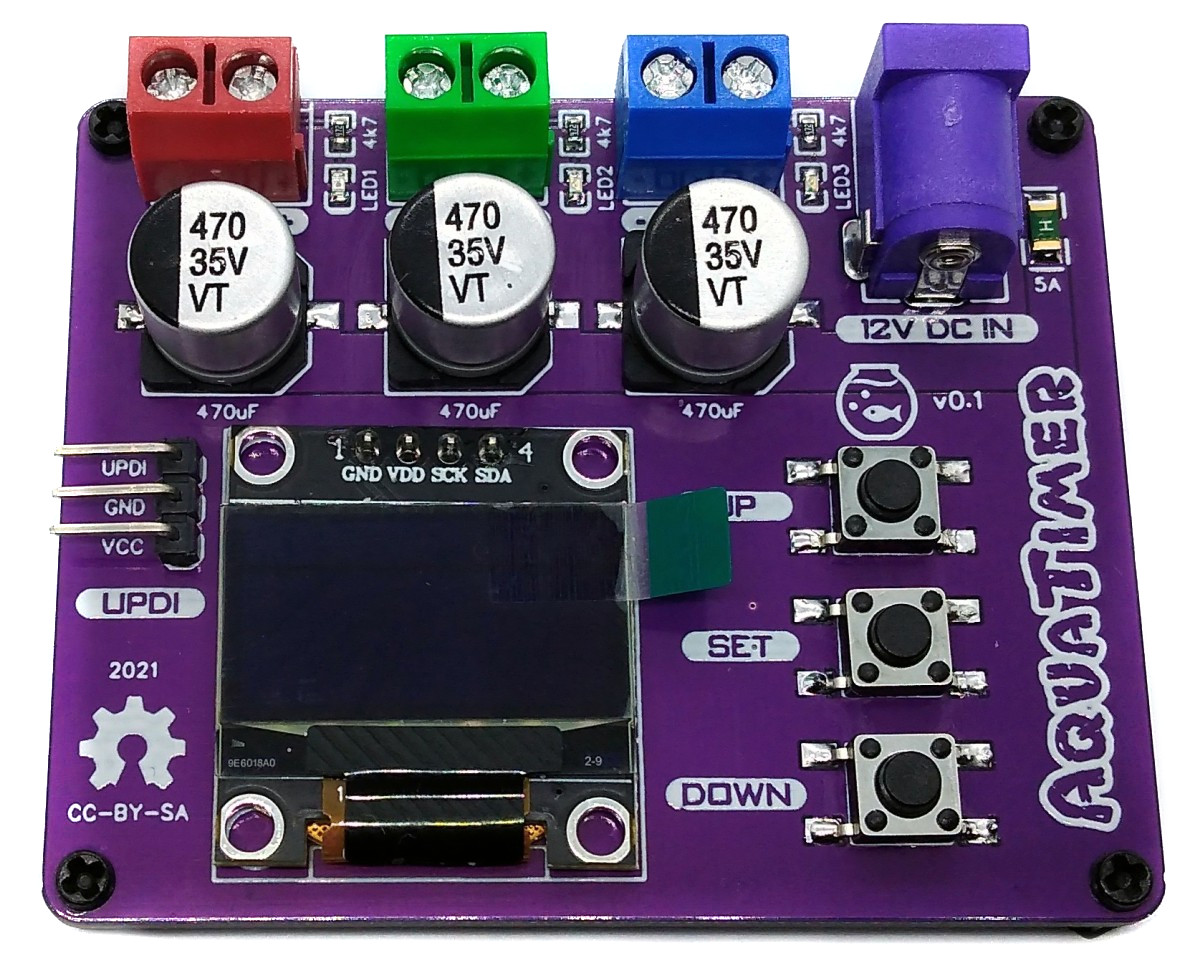 4k7
LED1
4k7
LED2
4k7
LED3
+
-
-
470
35V
VT
470
35V
VT
470
35V
VT
5A
12V DC IN
470uF
470uF
470uF
v0.1
1
4
GND VDD SCK SDA
UPDI
GND
VCC
UPDI
UP
SET
DOWN
AQUATIMER
2021
CC-BY-SA
9E6018A0
2-9
1